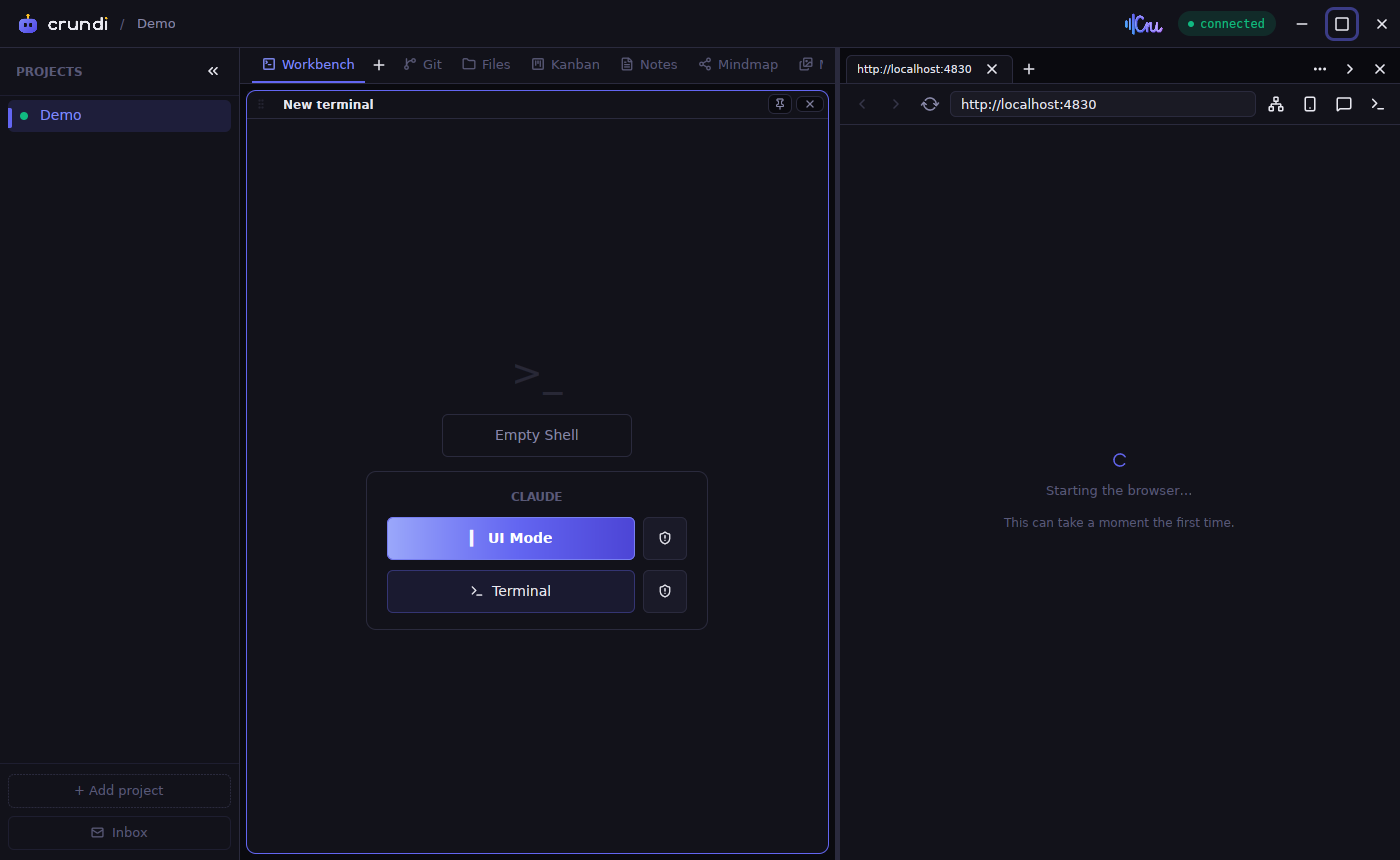 crundi / Demo
Cru
connected
PROJECTS
Demo
+ Add project
Inbox
Workbench
Git
Files
Kanban
Notes
Mindmap
New terminal
>_
Empty Shell
CLAUDE
UI Mode
Terminal
http://localhost:4830
http://localhost:4830
Starting the browser...
This can take a moment the first time.